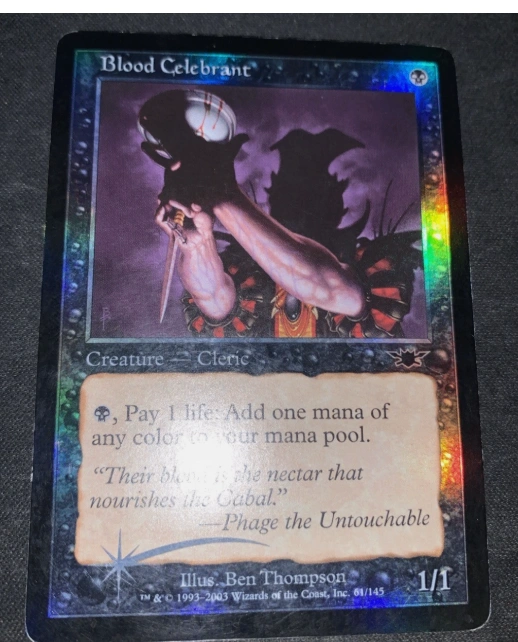 Blood Celebrant
Creature — Cleric
, Pay 1 life: Add one mana of
any color to your mana pool.
"Their blood is the nectar that
nourishes the Cabal."
—Phage the Untouchable
Illus. Ben Thompson
™ & © 1993-2003 Wizards of the Coast, Inc. 61/145
1/1